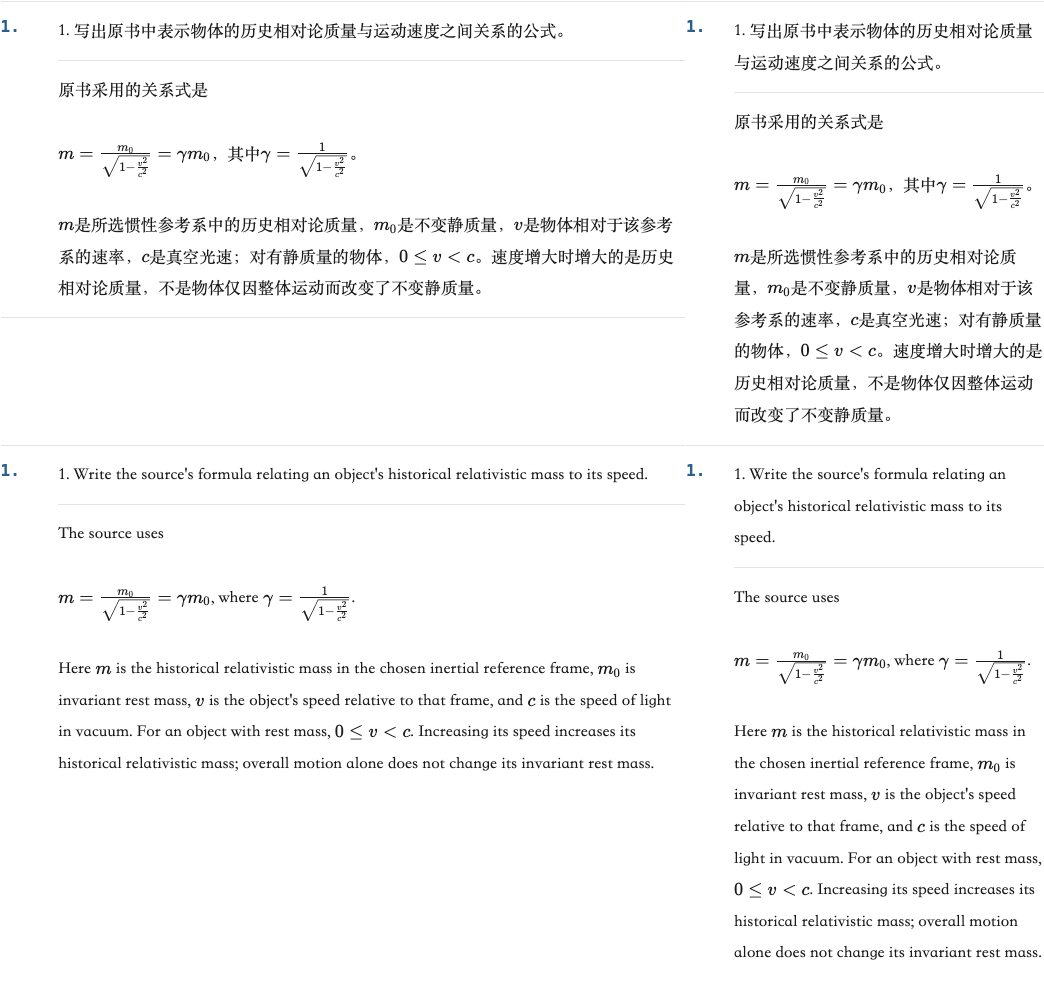 1.
1. 写出原书中表示物体的历史相对论质量与运动速度之间关系的公式。
原书采用的关系式是
m = m₀/√(1−v²/c²) = γm₀，其中γ = 1/√(1−v²/c²)。
m是所选惯性参考系中的历史相对论质量，m₀是不变静质量，v是物体相对于该参考
系的速率，c是真空光速；对有静质量的物体，0 ≤ v < c。速度增大时增大的是历史
相对论质量，不是物体仅因整体运动而改变了不变静质量。
1.
1. 写出原书中表示物体的历史相对论质量
与运动速度之间关系的公式。
原书采用的关系式是
m = m₀/√(1−v²/c²) = γm₀，其中γ = 1/√(1−v²/c²)。
m是所选惯性参考系中的历史相对论质
量，m₀是不变静质量，v是物体相对于该
参考系的速率，c是真空光速；对有静质量
的物体，0 ≤ v < c。速度增大时增大的是
历史相对论质量，不是物体仅因整体运动
而改变了不变静质量。
1.
1. Write the source's formula relating an object's historical relativistic mass to its speed.
The source uses
m = m₀/√(1−v²/c²) = γm₀, where γ = 1/√(1−v²/c²).
Here m is the historical relativistic mass in the chosen inertial reference frame, m₀ is
invariant rest mass, v is the object's speed relative to that frame, and c is the speed of light
in vacuum. For an object with rest mass, 0 ≤ v < c. Increasing its speed increases its
historical relativistic mass; overall motion alone does not change its invariant rest mass.
1.
1. Write the source's formula relating an
object's historical relativistic mass to its
speed.
The source uses
m = m₀/√(1−v²/c²) = γm₀, where γ = 1/√(1−v²/c²).
Here m is the historical relativistic mass in
the chosen inertial reference frame, m₀ is
invariant rest mass, v is the object's speed
relative to that frame, and c is the speed of
light in vacuum. For an object with rest mass,
0 ≤ v < c. Increasing its speed increases its
historical relativistic mass; overall motion
alone does not change its invariant rest mass.